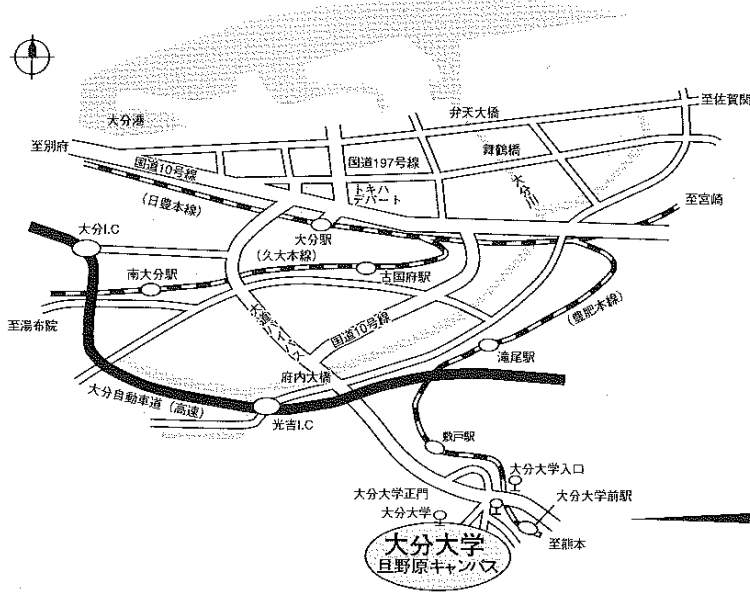 大分港
弁天大橋
至佐賀関
至別府
国道10号線
国道197号線
舞鶴橋
(日豊本線)
トキハ
デパート
大分川
至宮崎
大分I.C
大分駅
(久大本線)
南大分駅
古国府駅
至湯布院
大道バイパス
国道10号線
(豊肥本線)
滝尾駅
府内大橋
大分自動車道(高速)
光吉I.C
敷戸駅
大分大学入口
大分大学正門
大分大学前駅
大分大学
大分大学
旦野原キャンパス
至熊本